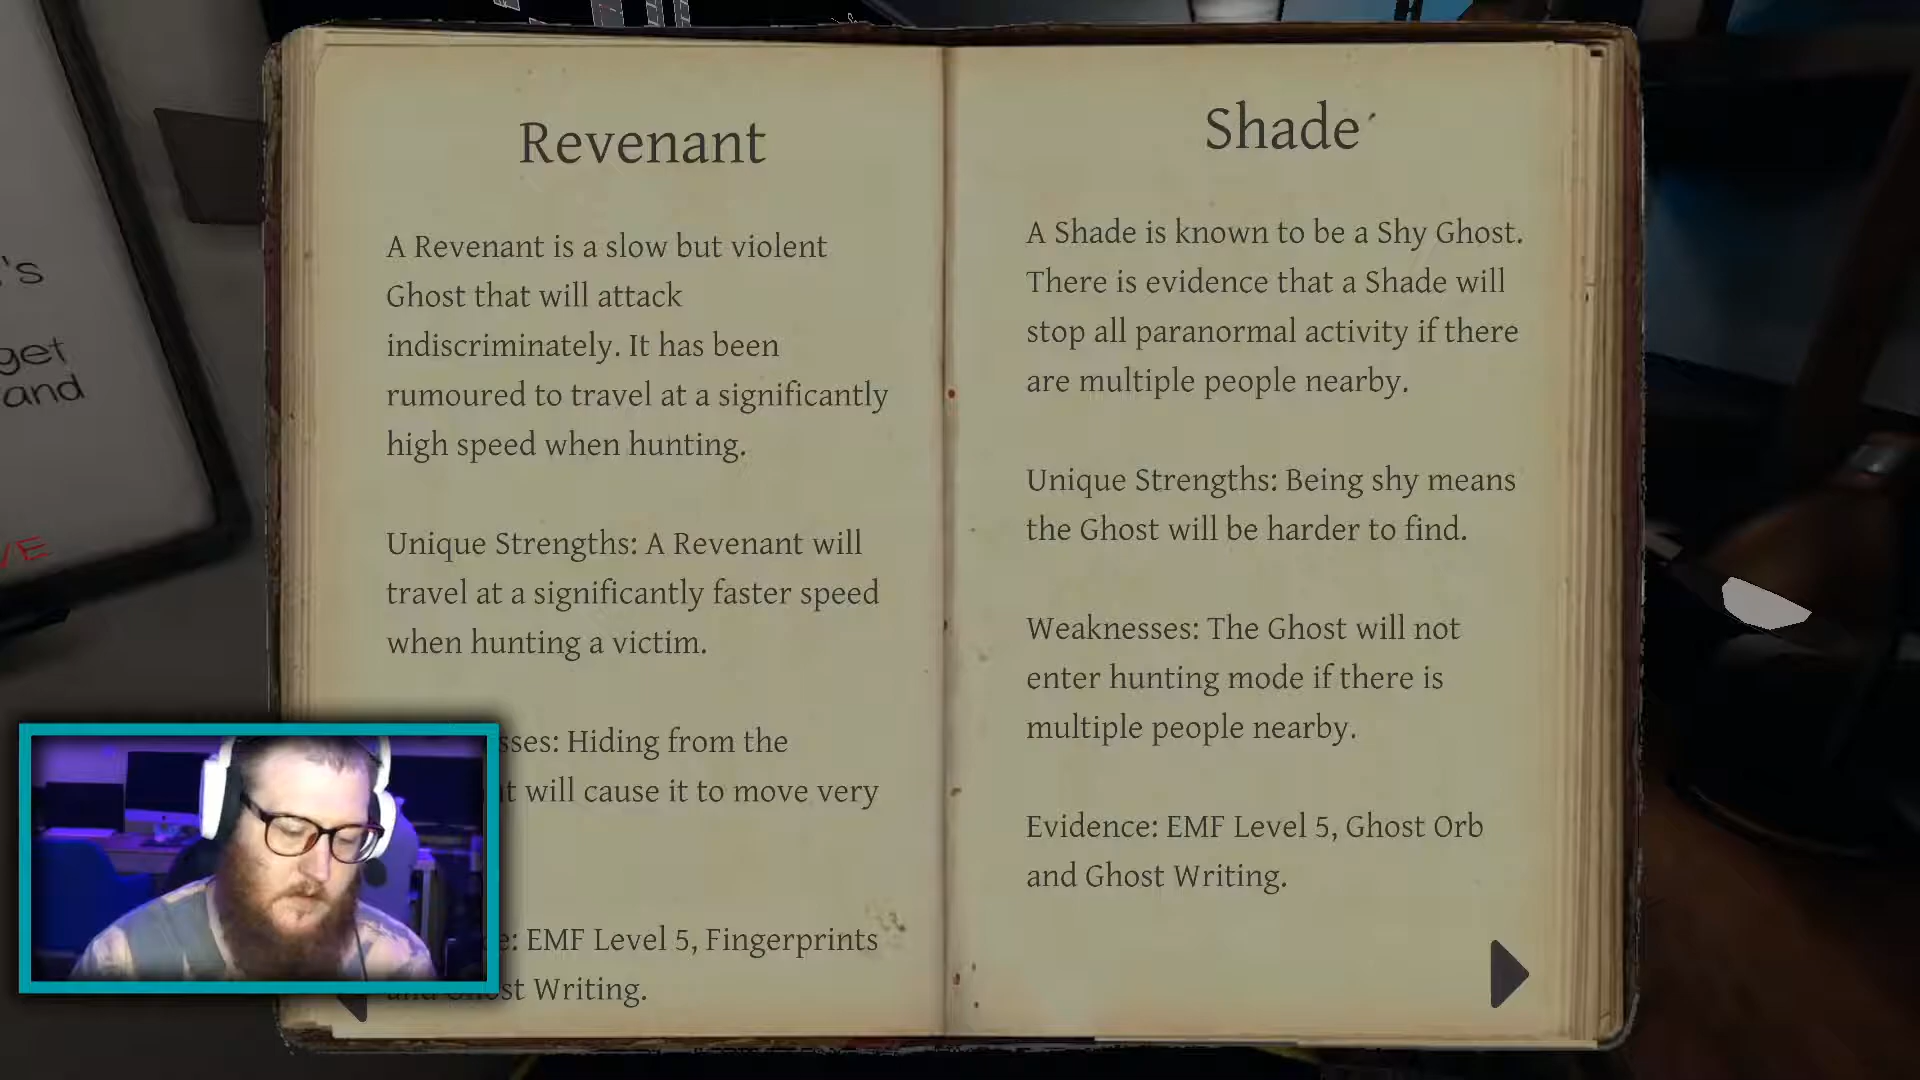 's
get
and
VE
Revenant
A Revenant is a slow but violent
Ghost that will attack
indiscriminately. It has been
rumoured to travel at a significantly
high speed when hunting.
Unique Strengths: A Revenant will
travel at a significantly faster speed
when hunting a victim.
sses: Hiding from the
t will cause it to move very
e: EMF Level 5, Fingerprints
and Ghost Writing.
Shade
A Shade is known to be a Shy Ghost.
There is evidence that a Shade will
stop all paranormal activity if there
are multiple people nearby.
Unique Strengths: Being shy means
the Ghost will be harder to find.
Weaknesses: The Ghost will not
enter hunting mode if there is
multiple people nearby.
Evidence: EMF Level 5, Ghost Orb
and Ghost Writing.